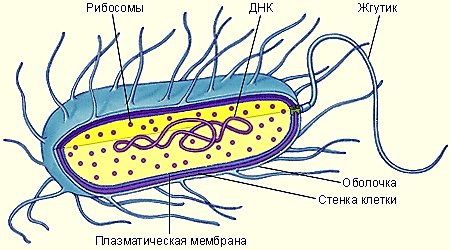 Рибосомы
ДНК
Жгутик
Оболочка
Стенка клетки
Плазматическая мембрана